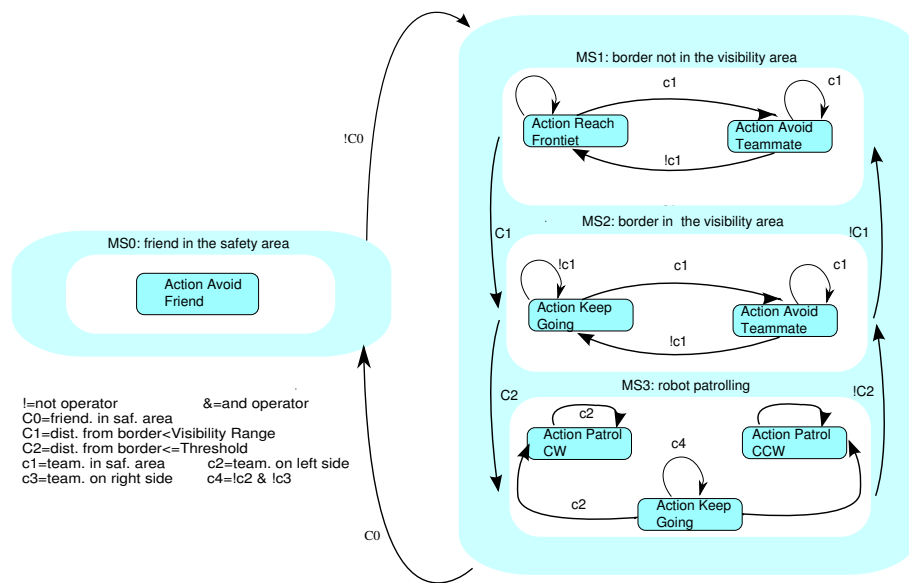 MS1: border not in the visibility area
c1
c1
Action Reach
Frontiet
Action Avoid
Teammate
!c1
!C0
C1
!C1
MS2: border in the visibility area
!c1
c1
c1
Action Keep
Going
Action Avoid
Teammate
!c1
MS0: friend in the safety area
Action Avoid
Friend
C2
!C2
MS3: robot patrolling
c2
Action Patrol
CW
c4
Action Patrol
CCW
c2
Action Keep
Going
C0
!=not operator &=and operator
C0=friend. in saf. area
C1=dist. from border<Visibility Range
C2=dist. from border<=Threshold
c1=team. in saf. area c2=team. on left side
c3=team. on right side c4=!c2 & !c3